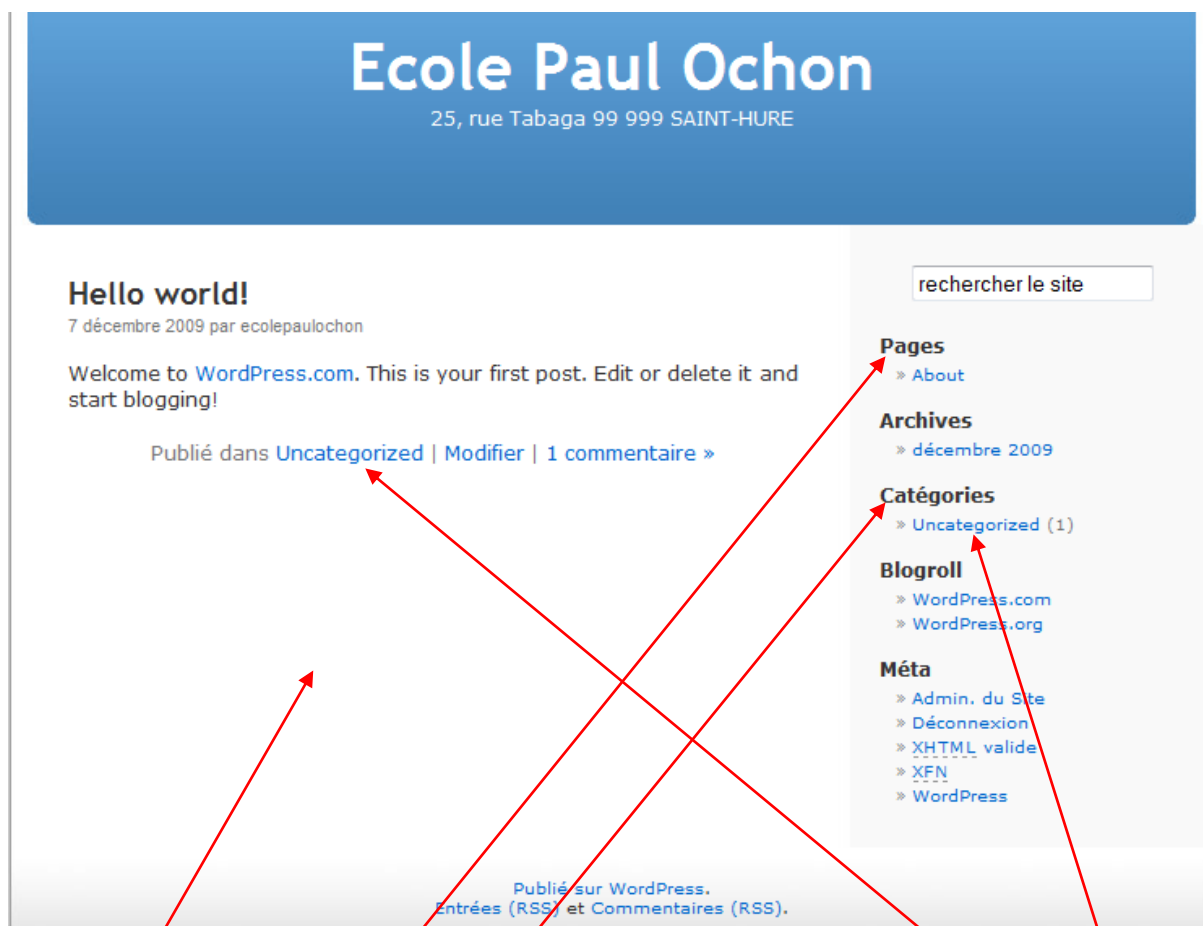 Ecole Paul Ochon
25, rue Tabaga 99 999 SAINT-HURE
Hello world!
7 décembre 2009 par ecolepaulochon
Welcome to WordPress.com. This is your first post. Edit or delete it and
start blogging!
Publié dans Uncategorized | Modifier | 1 commentaire »
rechercher le site
Pages
» About
Archives
» décembre 2009
Catégories
» Uncategorized (1)
Blogroll
» WordPress.com
» WordPress.org
Méta
» Admin. du Site
» Déconnexion
» XHTML valide
» XFN
» WordPress
Publié sur WordPress.
Entrées (RSS) et Commentaires (RSS).